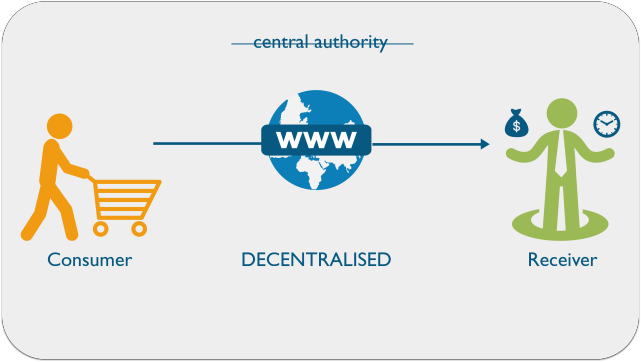 central authority
WWW
$
Consumer
DECENTRALISED
Receiver